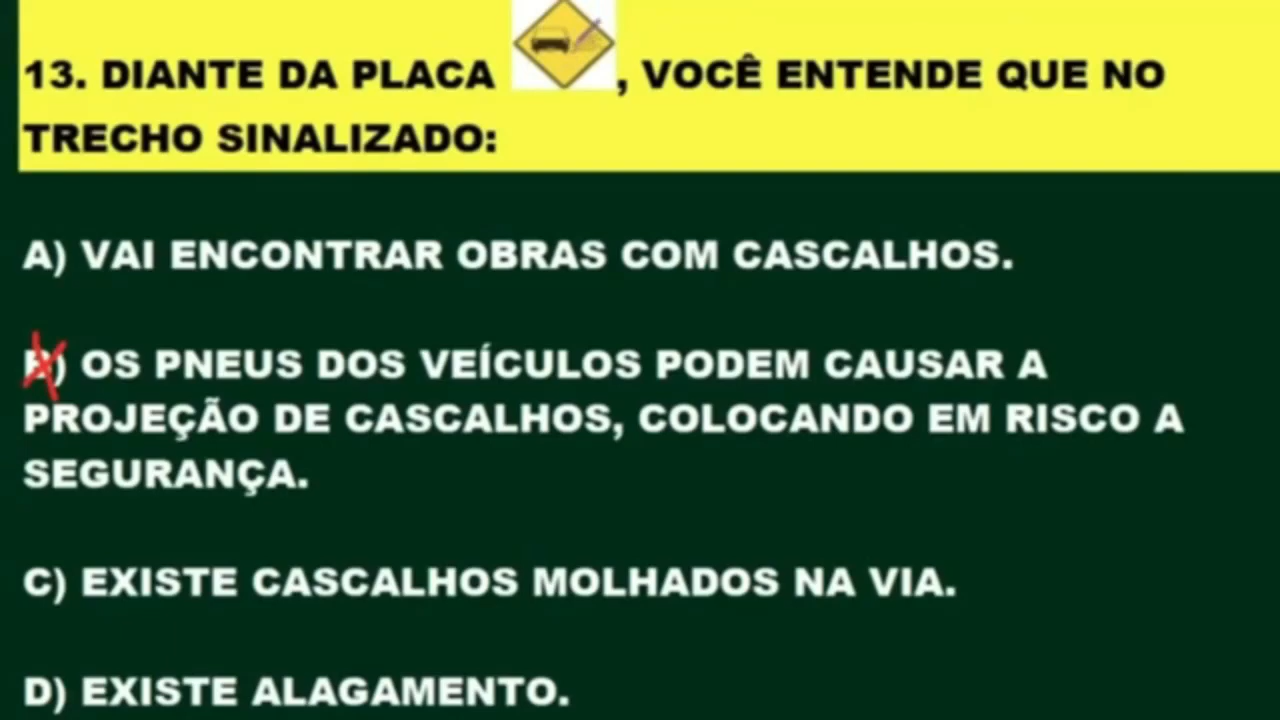 13. DIANTE DA PLACA , VOCÊ ENTENDE QUE NO
TRECHO SINALIZADO:
A) VAI ENCONTRAR OBRAS COM CASCALHOS.
B) OS PNEUS DOS VEÍCULOS PODEM CAUSAR A
PROJEÇÃO DE CASCALHOS, COLOCANDO EM RISCO A
SEGURANÇA.
C) EXISTE CASCALHOS MOLHADOS NA VIA.
D) EXISTE ALAGAMENTO.